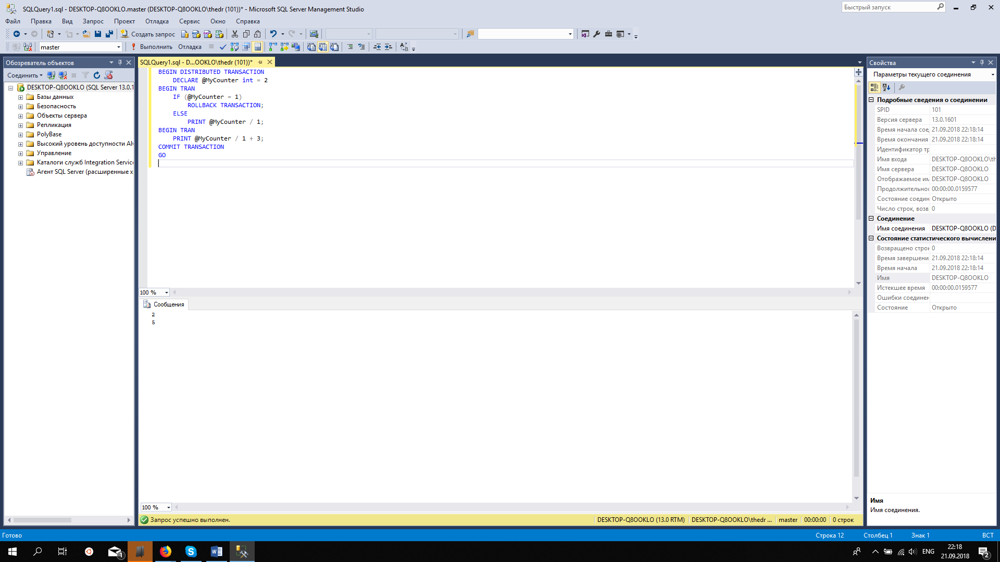 SQLQuery1.sql - DESKTOP-Q8OOKLO.master (DESKTOP-Q8OOKLO\thedr (101))* - Microsoft SQL Server Management Studio
Быстрый запуск
Файл Правка Вид Запрос Проект Отладка Сервис Окно Справка
Создать запрос
master
Выполнить Отладка
Обозреватель объектов
Соединить
DESKTOP-Q8OOKLO (SQL Server 13.0.1
Базы данных
Безопасность
Объекты сервера
Репликация
PolyBase
Высокий уровень доступности Al
Управление
Каталоги служб Integration Servic
Агент SQL Server (расширенные х
SQLQuery1.sql - D...OOKLO\thedr (101))*
BEGIN DISTRIBUTED TRANSACTION
DECLARE @MyCounter int = 2
BEGIN TRAN
IF (@MyCounter = 1)
ROLLBACK TRANSACTION;
ELSE
PRINT @MyCounter / 1;
BEGIN TRAN
PRINT @MyCounter / 1 + 3;
COMMIT TRANSACTION
GO
100 %
Сообщения
2
5
100 %
Запрос успешно выполнен.
DESKTOP-Q8OOKLO (13.0 RTM) DESKTOP-Q8OOKLO\thedr ... master 00:00:00 0 строк
Свойства
Параметры текущего соединения
Подробные сведения о соединении
SPID 101
Версия сервера 13.0.1601
Время начала сое, 21.09.2018 22:18:14
Время окончания 21.09.2018 22:18:14
Идентификатор тр
Имя входа DESKTOP-Q8OOKLO\th
Имя сервера DESKTOP-Q8OOKLO
Отображаемое им DESKTOP-Q8OOKLO
Продолжительнос 00:00:00.0159577
Состояние соедин Открыто
Число строк, возв 0
Соединение
Имя соединения DESKTOP-Q8OOKLO (D
Состояние статистического вычислени
Возвращено строк 0
Время завершени. 21.09.2018 22:18:14
Время начала 21.09.2018 22:18:14
Имя DESKTOP-Q8OOKLO
Истекшее время 00:00:00.0159577
Ошибки соединен
Состояние Открыто
Имя
Имя соединения.
Готово
Строка 12 Столбец 1 Знак 1 ВСТ
1
ENG
22:18
21.09.2018
2